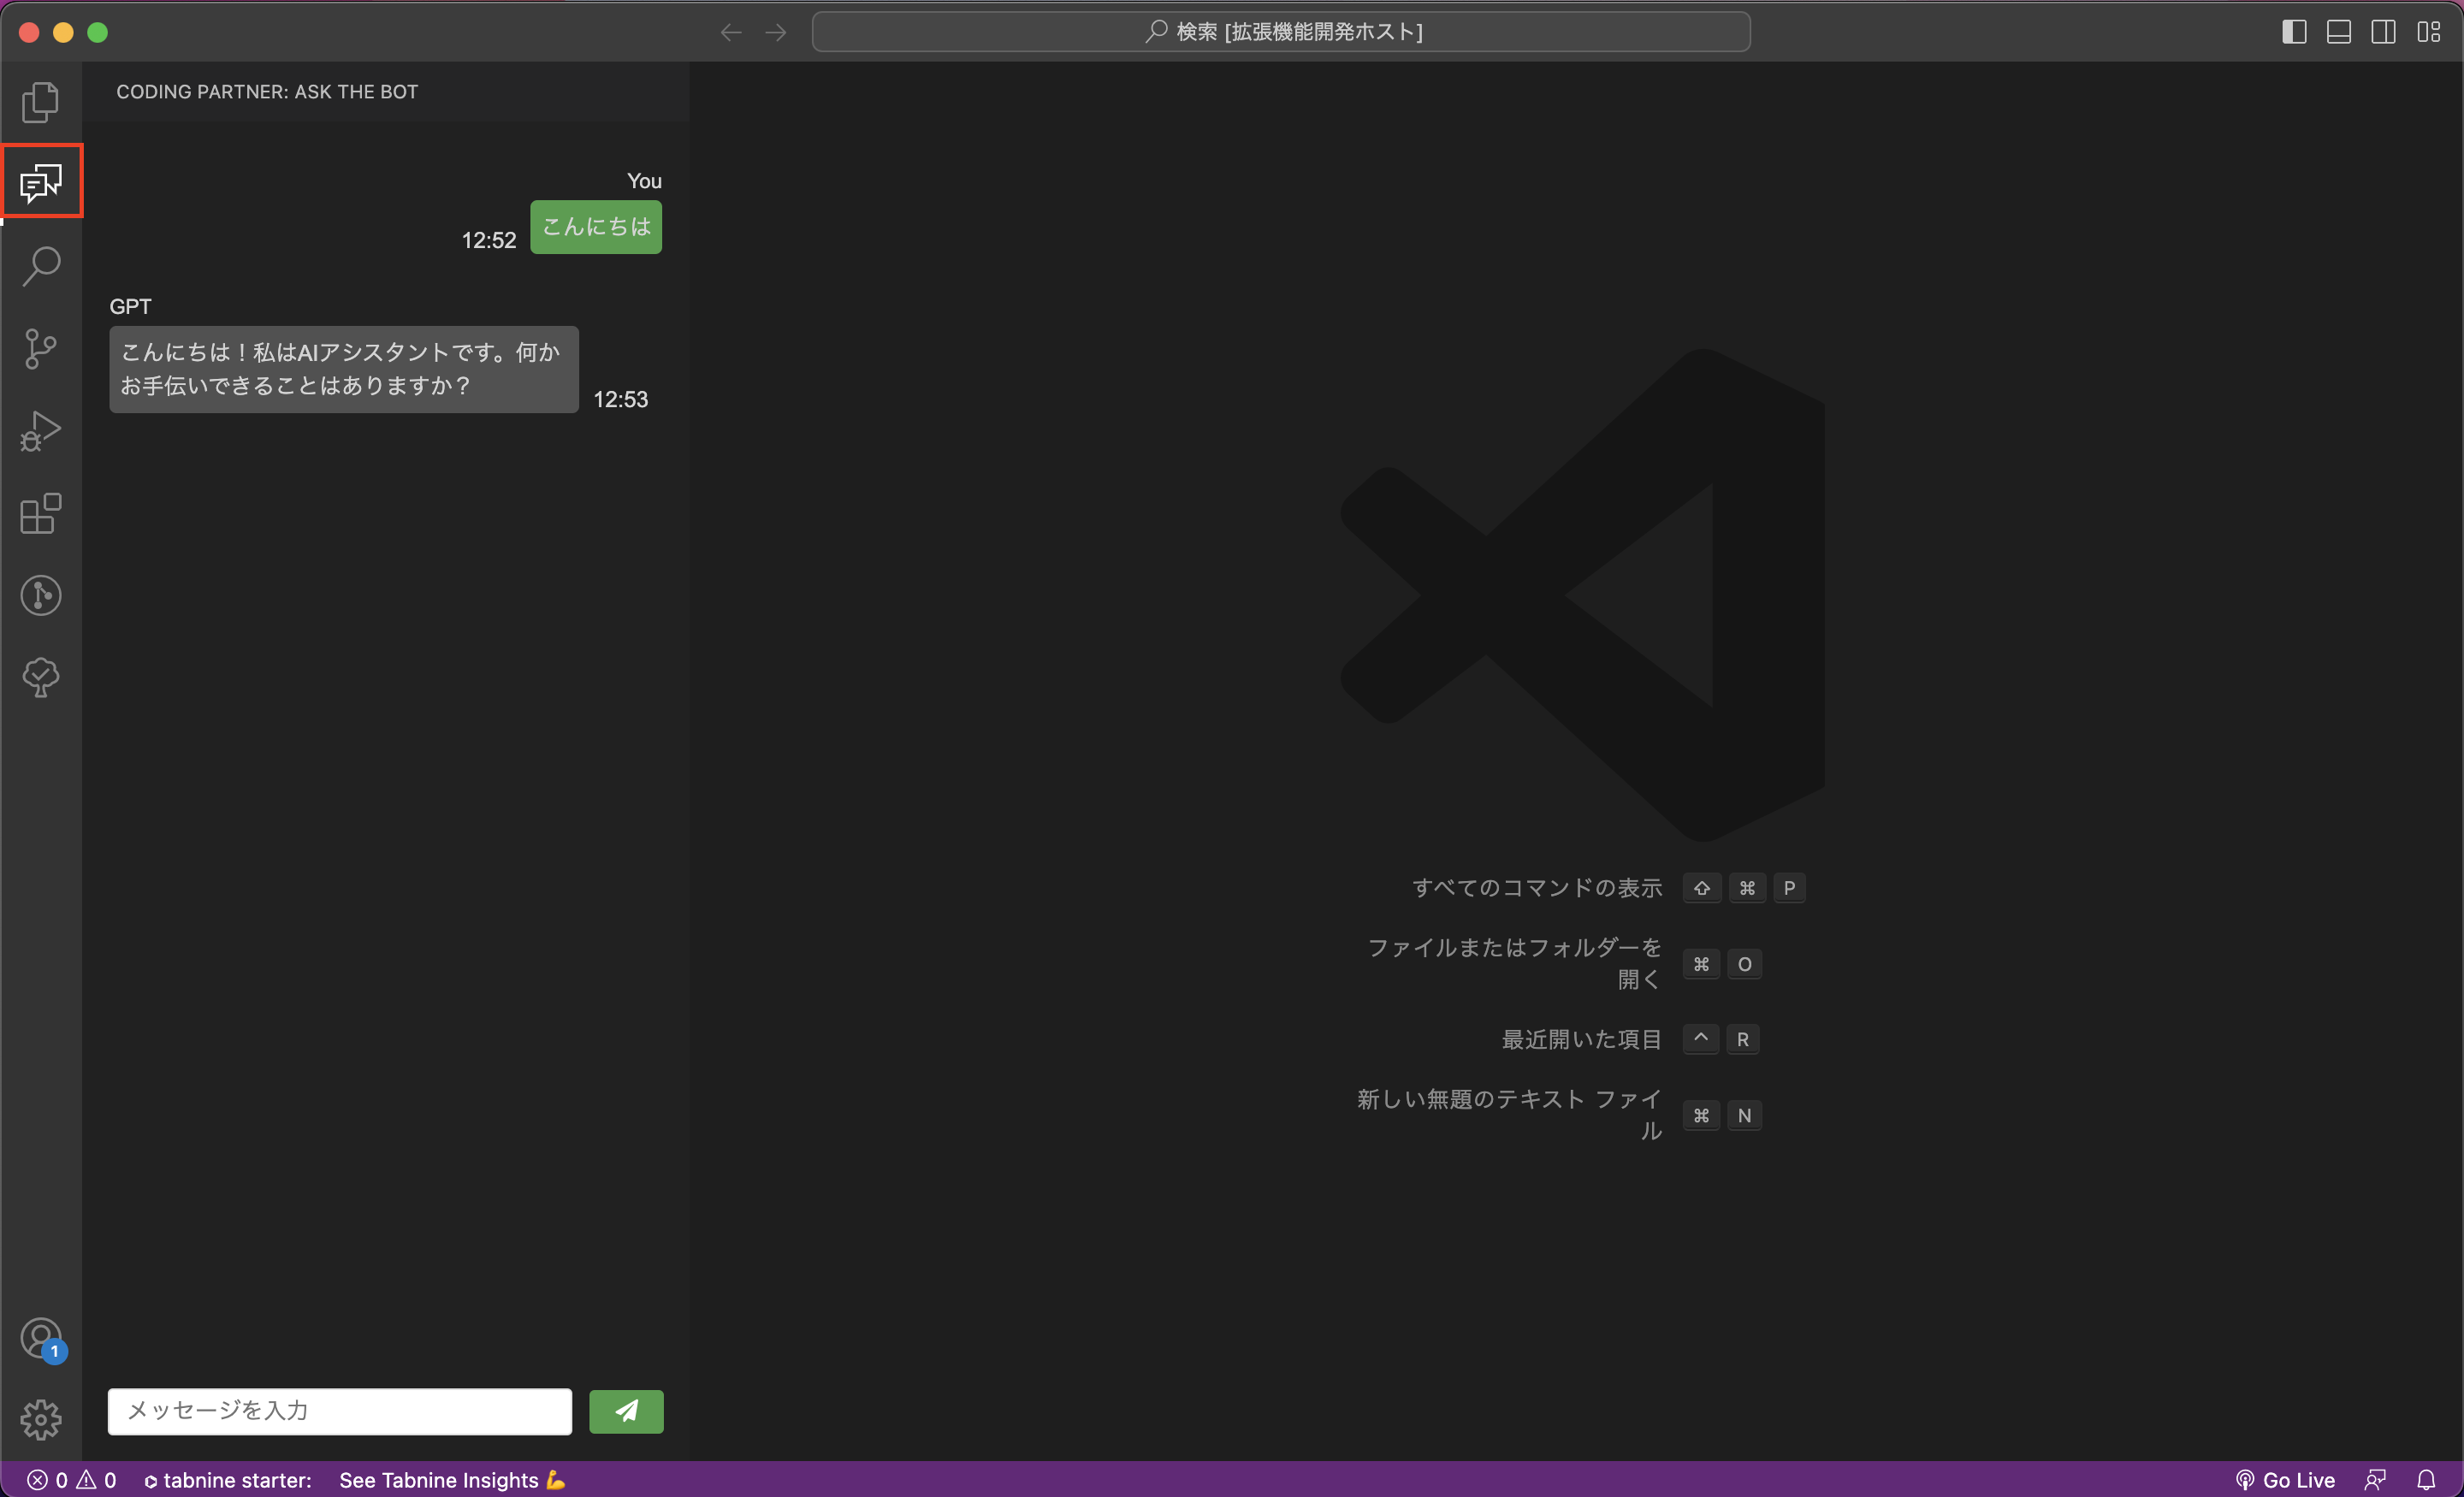 検索 [拡張機能開発ホスト]
CODING PARTNER: ASK THE BOT
You
12:52
こんにちは
GPT
こんにちは！私はAIアシスタントです。何か
お手伝いできることはありますか？
12:53
すべてのコマンドの表示 ⇧ ⌘ P
ファイルまたはフォルダーを
開く
⌘ O
最近開いた項目 ^ R
新しい無題のテキスト ファイ
ル
⌘ N
1
メッセージを入力
0 0 tabnine starter: See Tabnine Insights 💪 Go Live